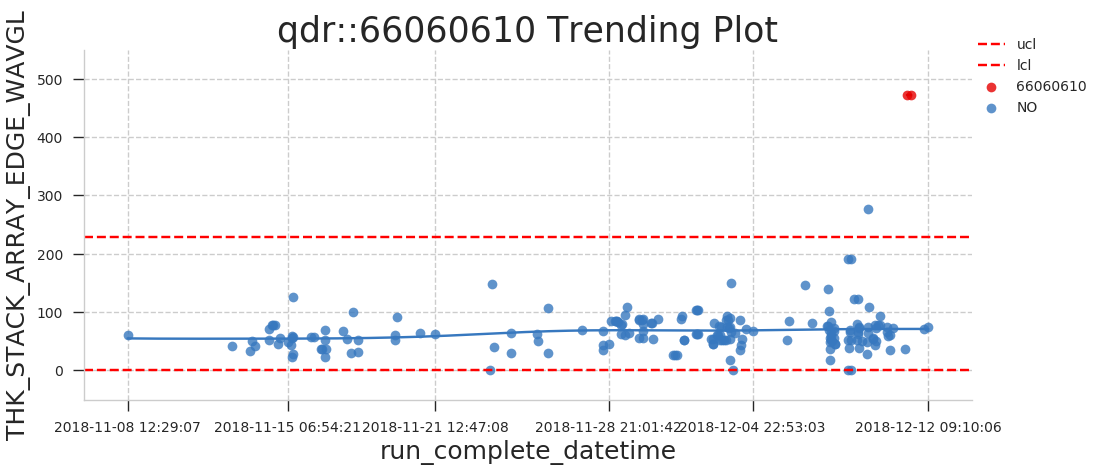 qdr::66060610 Trending Plot
THK_STACK_ARRAY_EDGE_WAVGL
500
400
300
200
100
0
2018-11-08 12:29:07
2018-11-15 06:54:21
2018-11-21 12:47:08
2018-11-28 21:01:42
2018-12-04 22:53:03
2018-12-12 09:10:06
run_complete_datetime
ucl
lcl
66060610
NO